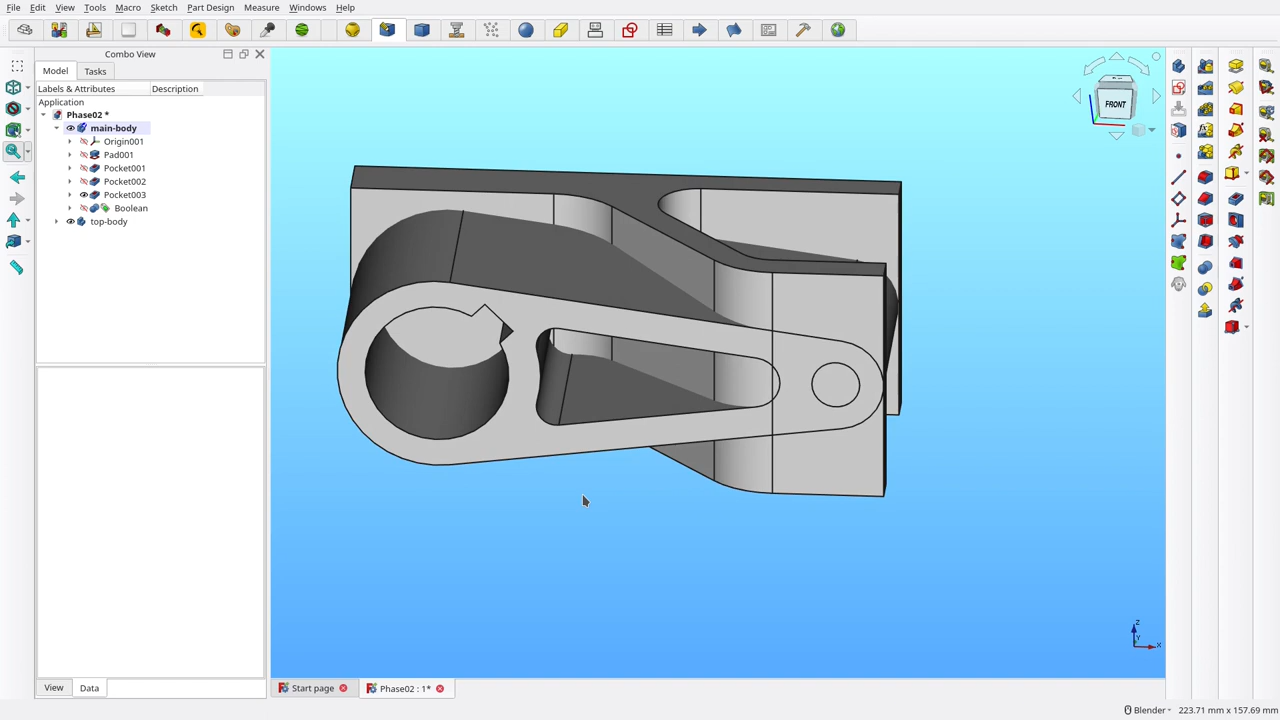 File Edit View Tools Macro Sketch Part Design Measure Windows Help
Combo View
Model Tasks
Labels & Attributes Description
Application
Phase02 *
main-body
Origin001
Pad001
Pocket001
Pocket002
Pocket003
Boolean
top-body
FRONT
Z
Y
X
View Data
Start page Phase02 : 1*
Blender 223.71 mm x 157.69 mm